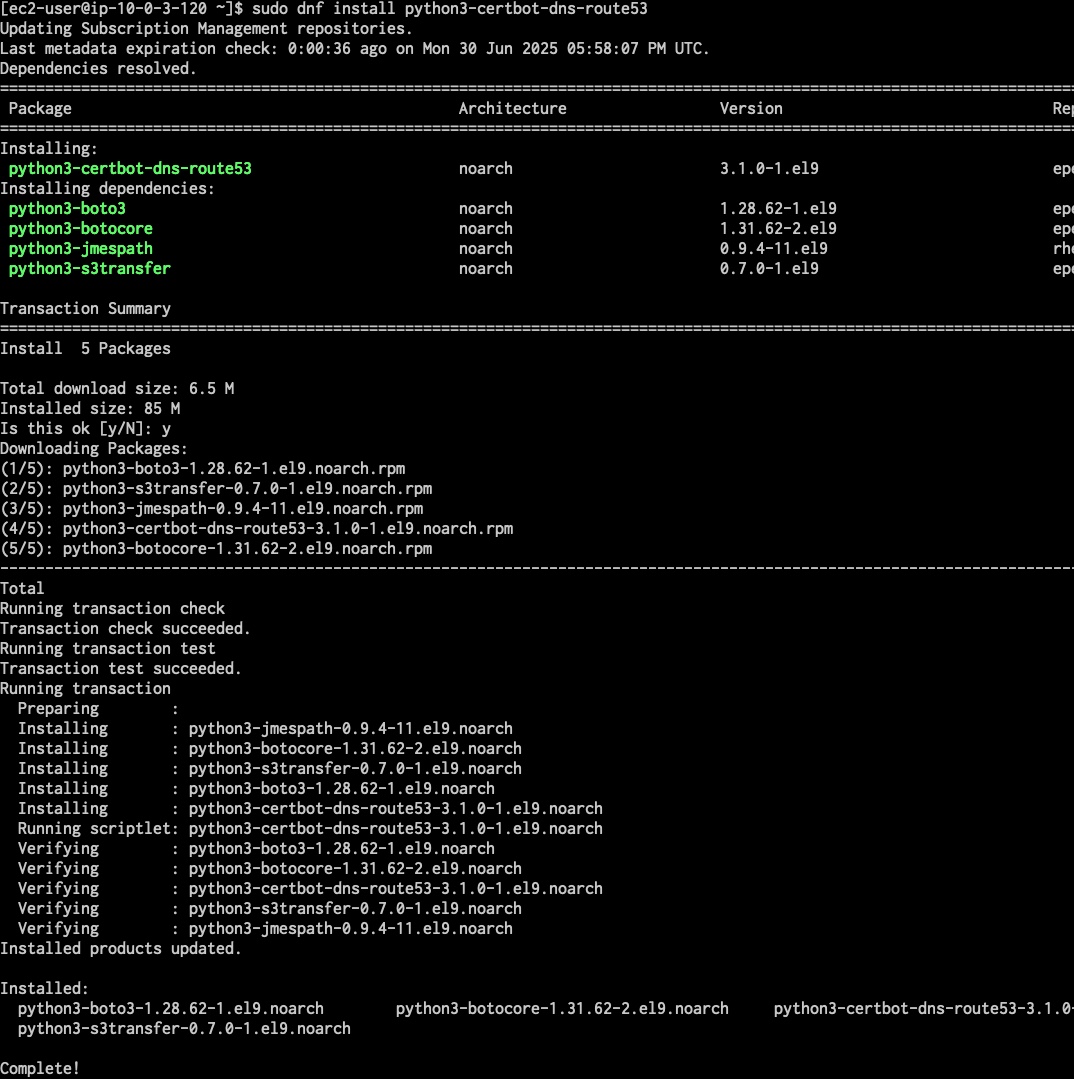 [ec2-user@ip-10-0-3-120 ~]$ sudo dnf install python3-certbot-dns-route53
Updating Subscription Management repositories.
Last metadata expiration check: 0:00:36 ago on Mon 30 Jun 2025 05:58:07 PM UTC.
Dependencies resolved.
Package Architecture Version Rep
Installing:
python3-certbot-dns-route53 noarch 3.1.0-1.el9 epe
Installing dependencies:
python3-boto3 noarch 1.28.62-1.el9 epe
python3-botocore noarch 1.31.62-2.el9 epe
python3-jmespath noarch 0.9.4-11.el9 rhe
python3-s3transfer noarch 0.7.0-1.el9 epe
Transaction Summary
Install  5 Packages
Total download size: 6.5 M
Installed size: 85 M
Is this ok [y/N]: y
Downloading Packages:
(1/5): python3-boto3-1.28.62-1.el9.noarch.rpm
(2/5): python3-s3transfer-0.7.0-1.el9.noarch.rpm
(3/5): python3-jmespath-0.9.4-11.el9.noarch.rpm
(4/5): python3-certbot-dns-route53-3.1.0-1.el9.noarch.rpm
(5/5): python3-botocore-1.31.62-2.el9.noarch.rpm
Total
Running transaction check
Transaction check succeeded.
Running transaction test
Transaction test succeeded.
Running transaction
Preparing :
Installing : python3-jmespath-0.9.4-11.el9.noarch
Installing : python3-botocore-1.31.62-2.el9.noarch
Installing : python3-s3transfer-0.7.0-1.el9.noarch
Installing : python3-boto3-1.28.62-1.el9.noarch
Installing : python3-certbot-dns-route53-3.1.0-1.el9.noarch
Running scriptlet: python3-certbot-dns-route53-3.1.0-1.el9.noarch
Verifying : python3-boto3-1.28.62-1.el9.noarch
Verifying : python3-botocore-1.31.62-2.el9.noarch
Verifying : python3-certbot-dns-route53-3.1.0-1.el9.noarch
Verifying : python3-s3transfer-0.7.0-1.el9.noarch
Verifying : python3-jmespath-0.9.4-11.el9.noarch
Installed products updated.
Installed:
python3-boto3-1.28.62-1.el9.noarch python3-botocore-1.31.62-2.el9.noarch python3-certbot-dns-route53-3.1.0-
python3-s3transfer-0.7.0-1.el9.noarch
Complete!